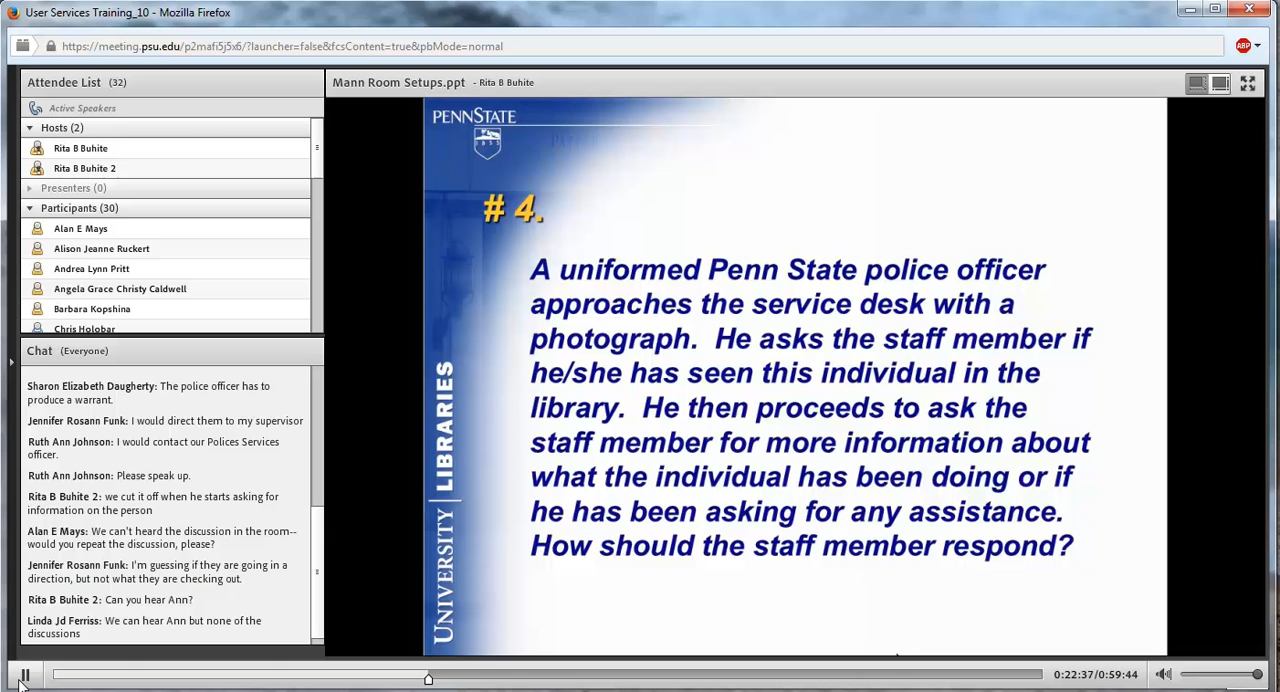 User Services Training_10 - Mozilla Firefox
https://meeting.psu.edu/p2mafi5j5x6/?launcher=false&fcsContent=true&pbMode=normal
ABP
Attendee List (32)
Active Speakers
Hosts (2)
Rita B Buhite
Rita B Buhite 2
Presenters (0)
Participants (30)
Alan E Mays
Alison Jeanne Ruckert
Andrea Lynn Pritt
Angela Grace Christy Caldwell
Barbara Kopshina
Chris Holobar
Chat (Everyone)
Sharon Elizabeth Daugherty: The police officer has to
produce a warrant.
Jennifer Rosann Funk: I would direct them to my supervisor
Ruth Ann Johnson: I would contact our Polices Services
officer.
Ruth Ann Johnson: Please speak up.
Rita B Buhite 2: we cut it off when he starts asking for
information on the person
Alan E Mays: We can't heard the discussion in the room--
would you repeat the discussion, please?
Jennifer Rosann Funk: I'm guessing if they are going in a
direction, but not what they are checking out.
Rita B Buhite 2: Can you hear Ann?
Linda Jd Ferriss: We can hear Ann but none of the
discussions
Mann Room Setups.ppt - Rita B Buhite
PENNSTATE
1855
# 4.
A uniformed Penn State police officer
approaches the service desk with a
photograph. He asks the staff member if
he/she has seen this individual in the
library. He then proceeds to ask the
staff member for more information about
what the individual has been doing or if
he has been asking for any assistance.
How should the staff member respond?
UNIVERSITY LIBRARIES
0:22:37/0:59:44